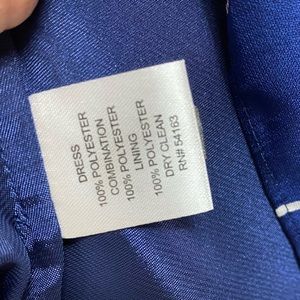 DRESS
100% POLYESTER
COMBINATION
100% POLYESTER
LINING
100% POLYESTER
DRY CLEAN
RN# 54163